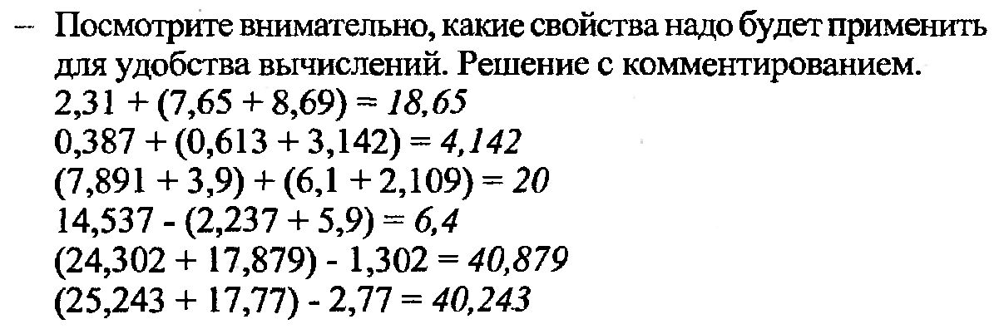 – Посмотрите внимательно, какие свойства надо будет применить
для удобства вычислений. Решение с комментированием.
2,31 + (7,65 + 8,69) = 18,65
0,387 + (0,613 + 3,142) = 4,142
(7,891 + 3,9) + (6,1 + 2,109) = 20
14,537 - (2,237 + 5,9) = 6,4
(24,302 + 17,879) - 1,302 = 40,879
(25,243 + 17,77) - 2,77 = 40,243